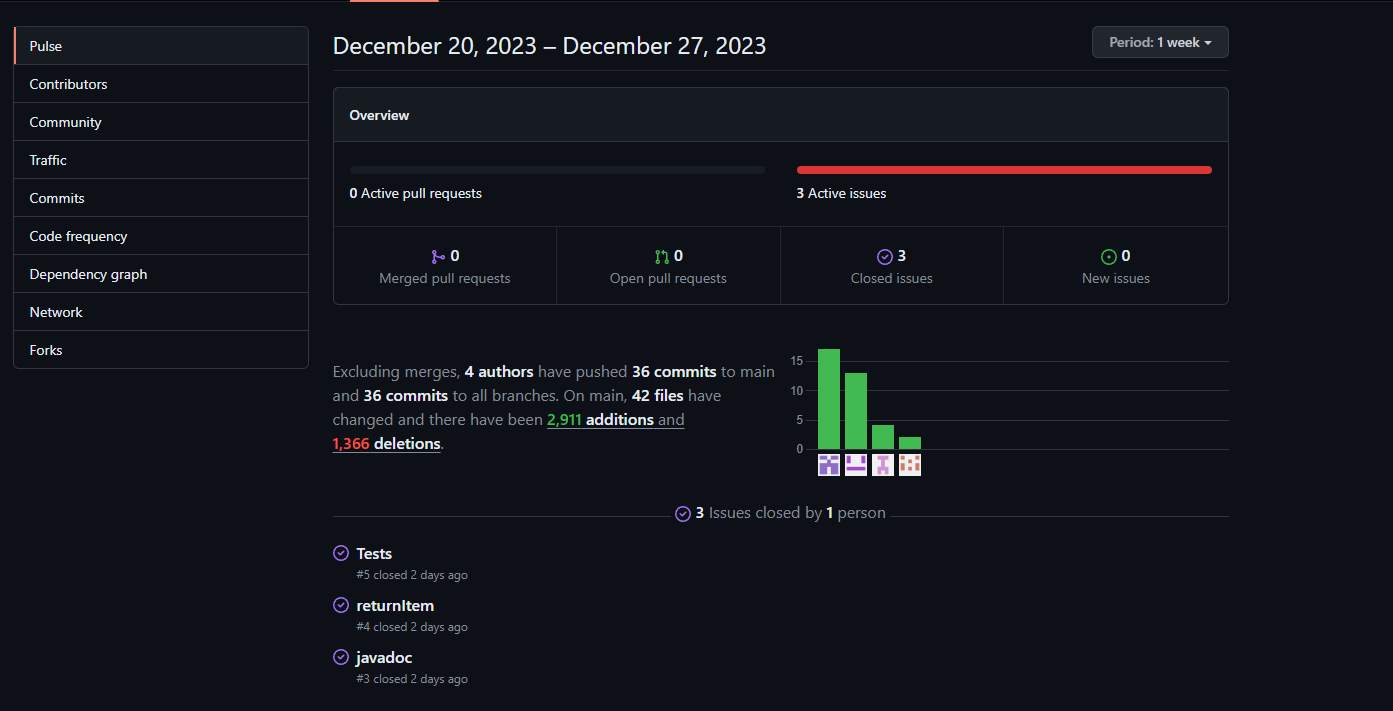 Pulse
Contributors
Community
Traffic
Commits
Code frequency
Dependency graph
Network
Forks
December 20, 2023 – December 27, 2023
Period: 1 week
Overview
0 Active pull requests
3 Active issues
0
Merged pull requests
0
Open pull requests
3
Closed issues
0
New issues
Excluding merges, 4 authors have pushed 36 commits to main
and 36 commits to all branches. On main, 42 files have
changed and there have been 2,911 additions and
1,366 deletions.
15
10
5
0
3 Issues closed by 1 person
Tests
#5 closed 2 days ago
returnItem
#4 closed 2 days ago
javadoc
#3 closed 2 days ago